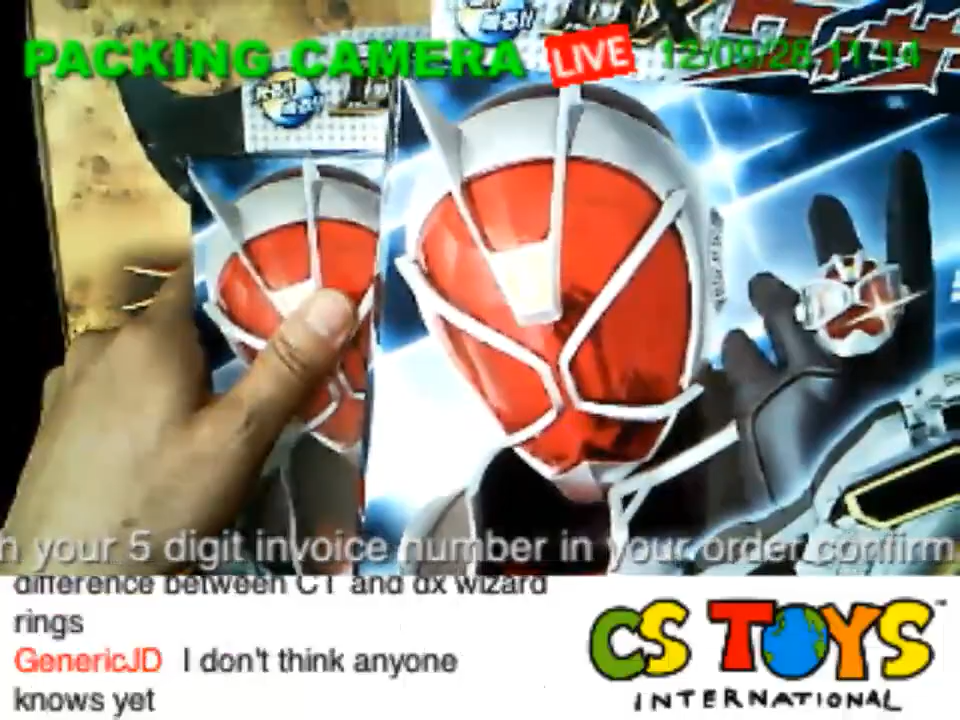 PACKING CAMERA LIVE 12/09/28 11:14
DX
h your 5 digit invoice number in your order confirm
difference between CT and dx wizard
rings
GenericJD I don't think anyone
knows yet
CS TOYS
INTERNATIONAL